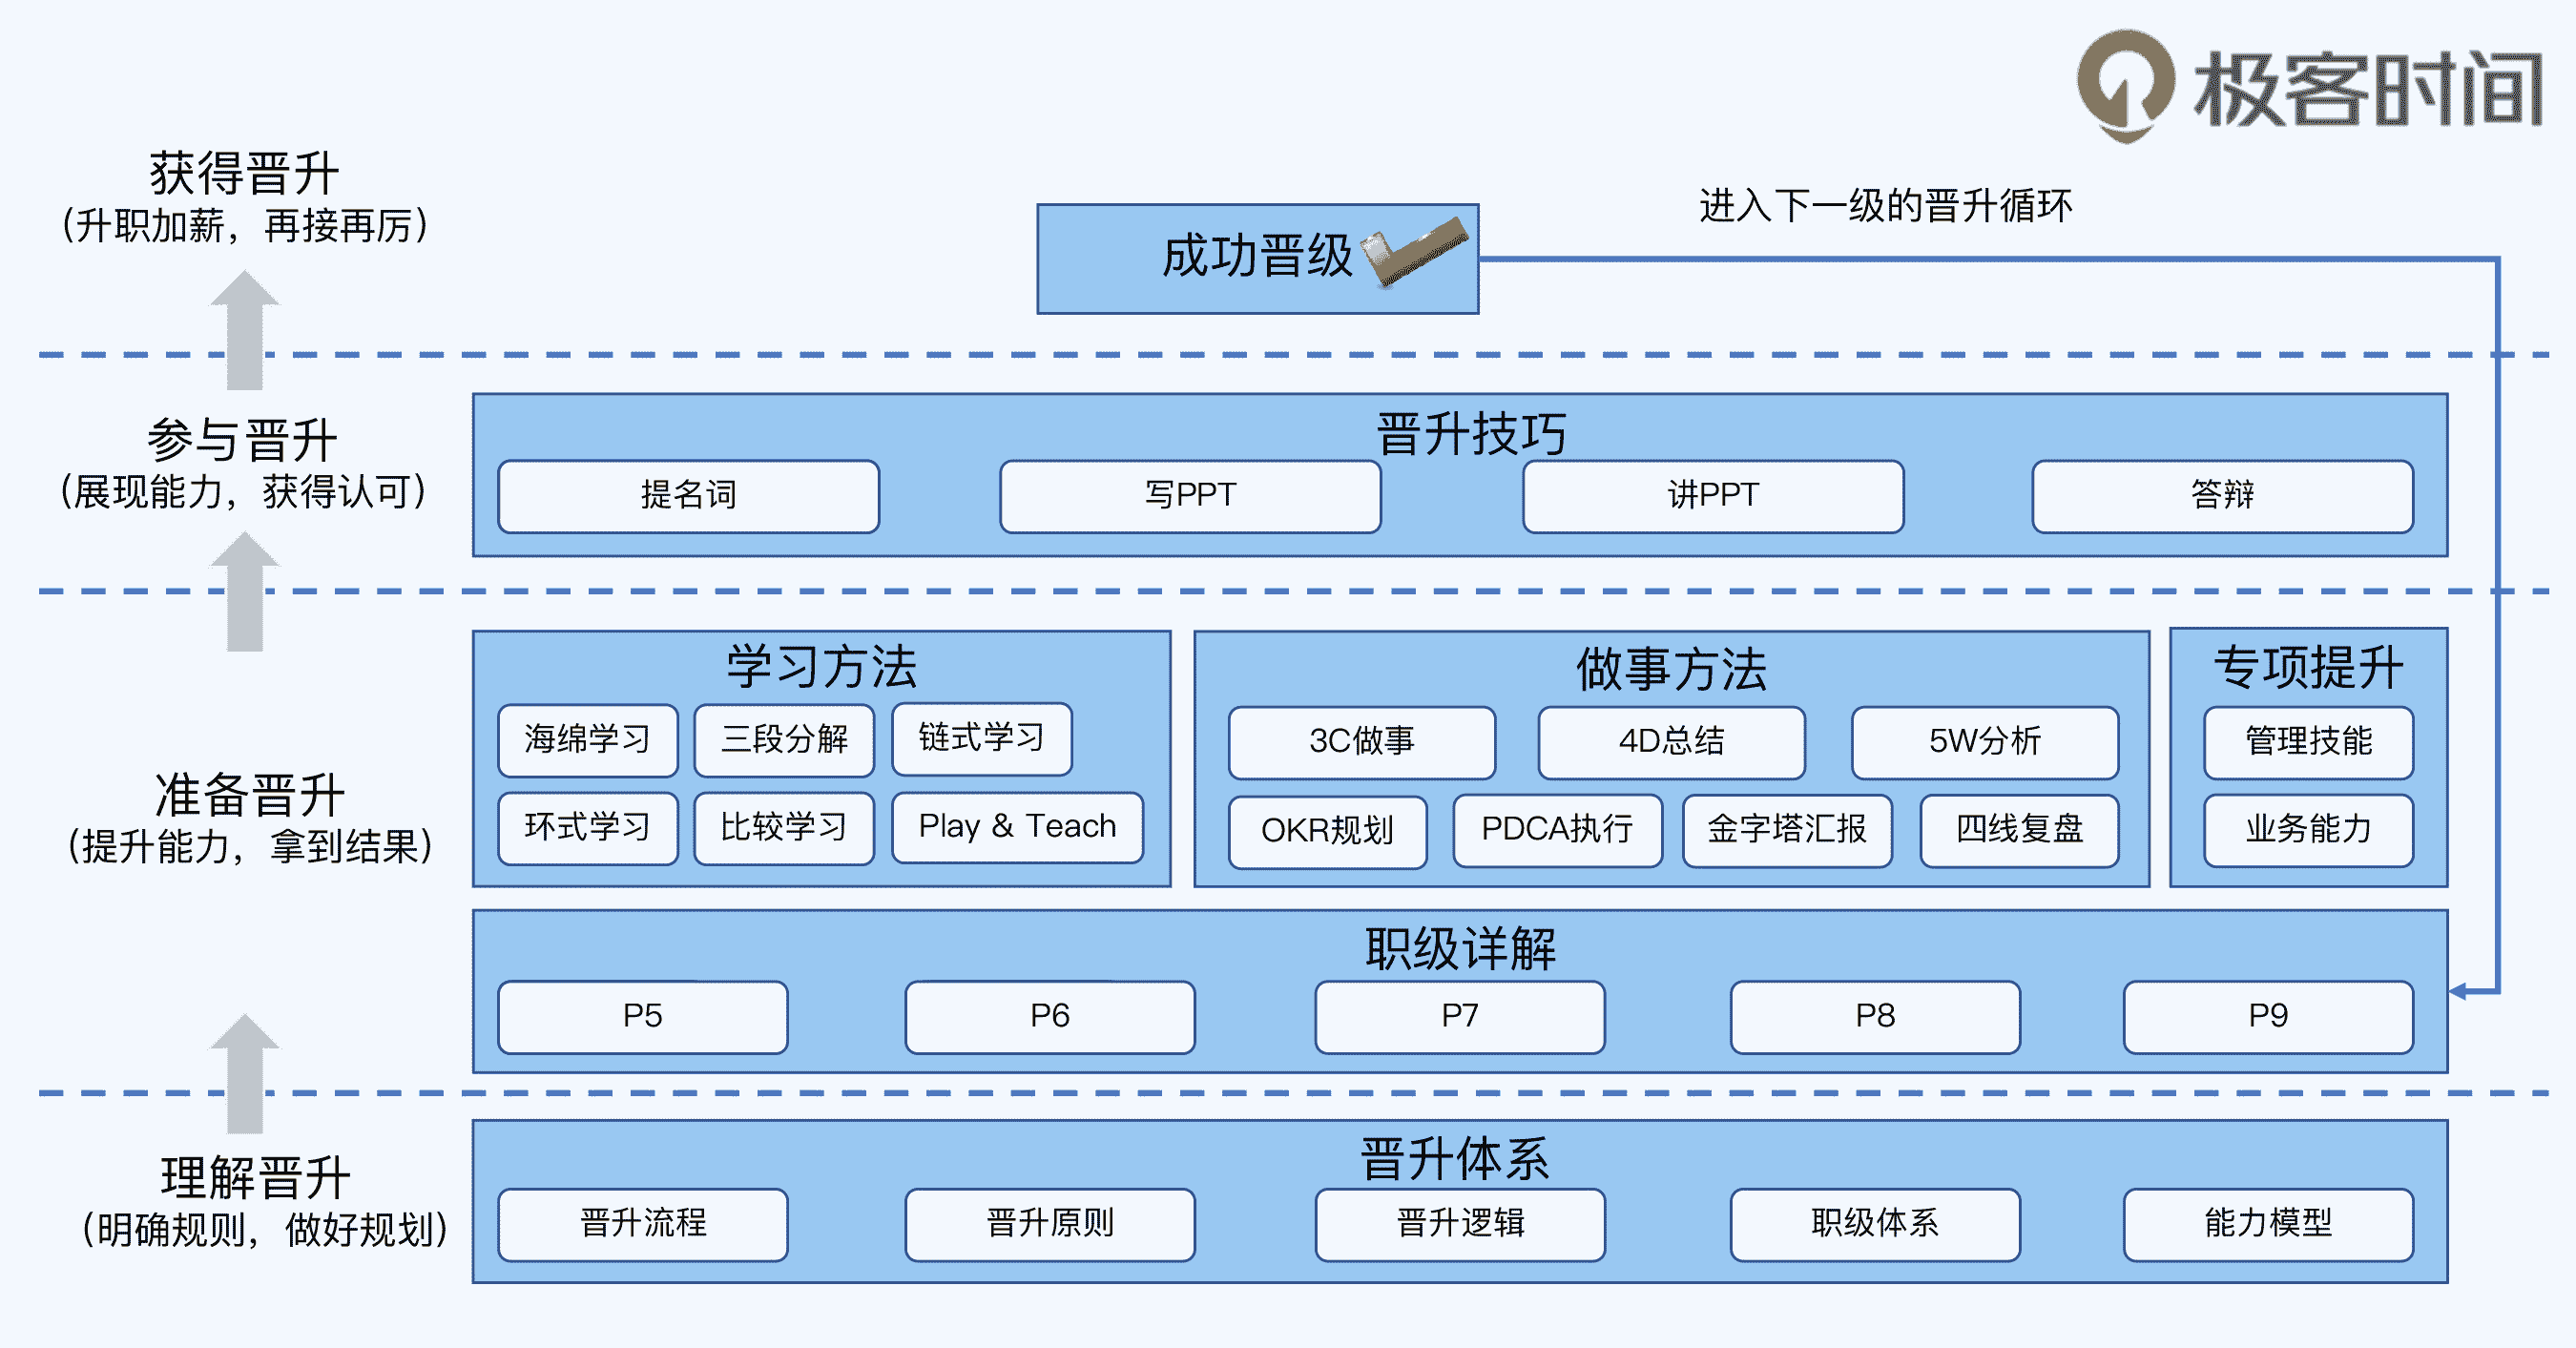 极客时间
获得晋升
（升职加薪，再接再厉）
成功晋级
进入下一级的晋升循环
参与晋升
（展现能力，获得认可）
晋升技巧
提名词
写PPT
讲PPT
答辩
准备晋升
（提升能力，拿到结果）
学习方法
海绵学习
三段分解
链式学习
环式学习
比较学习
Play & Teach
做事方法
3C做事
4D总结
5W分析
OKR规划
PDCA执行
金字塔汇报
四线复盘
专项提升
管理技能
业务能力
职级详解
P5
P6
P7
P8
P9
理解晋升
（明确规则，做好规划）
晋升体系
晋升流程
晋升原则
晋升逻辑
职级体系
能力模型